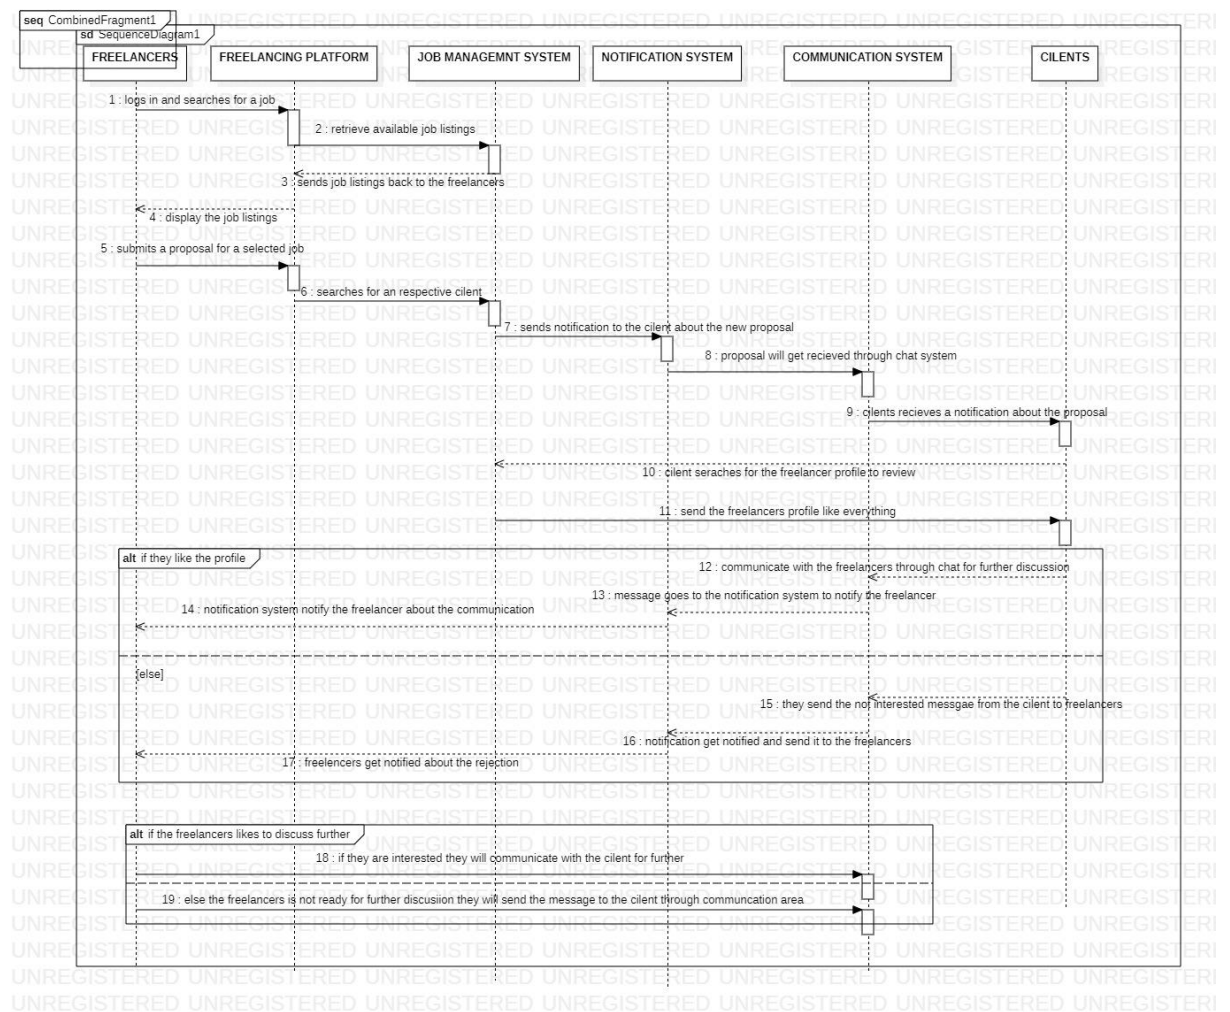 seq CombinedFragment1
sd SequenceDiagram1
FREELANCERS
FREELANCING PLATFORM
JOB MANAGEMNT SYSTEM
NOTIFICATION SYSTEM
COMMUNICATION SYSTEM
CILENTS
1 : logs in and searches for a job
2 : retrieve available job listings
3 : sends job listings back to the freelancers
4 : display the job listings
5 : submits a proposal for a selected job
6 : searches for an respective cilent
7 : sends notification to the cilent about the new proposal
8 : proposal will get recieved through chat system
9 : cilents recieves a notification about the proposal
10 : cilent seraches for the freelancer profile to review
11 : send the freelancers profile like everything
alt if they like the profile
12 : communicate with the freelancers through chat for further discussion
13 : message goes to the notification system to notify the freelancer
14 : notification system notify the freelancer about the communication
[else]
15 : they send the not interested messgae from the cilent to freelancers
16 : notification get notified and send it to the freelancers
17 : freelencers get notified about the rejection
alt if the freelancers likes to discuss further
18 : if they are interested they will communicate with the cilent for further
19 : else the freelancers is not ready for further discusiion they will send the message to the cilent through communcation area
UNREGISTERED